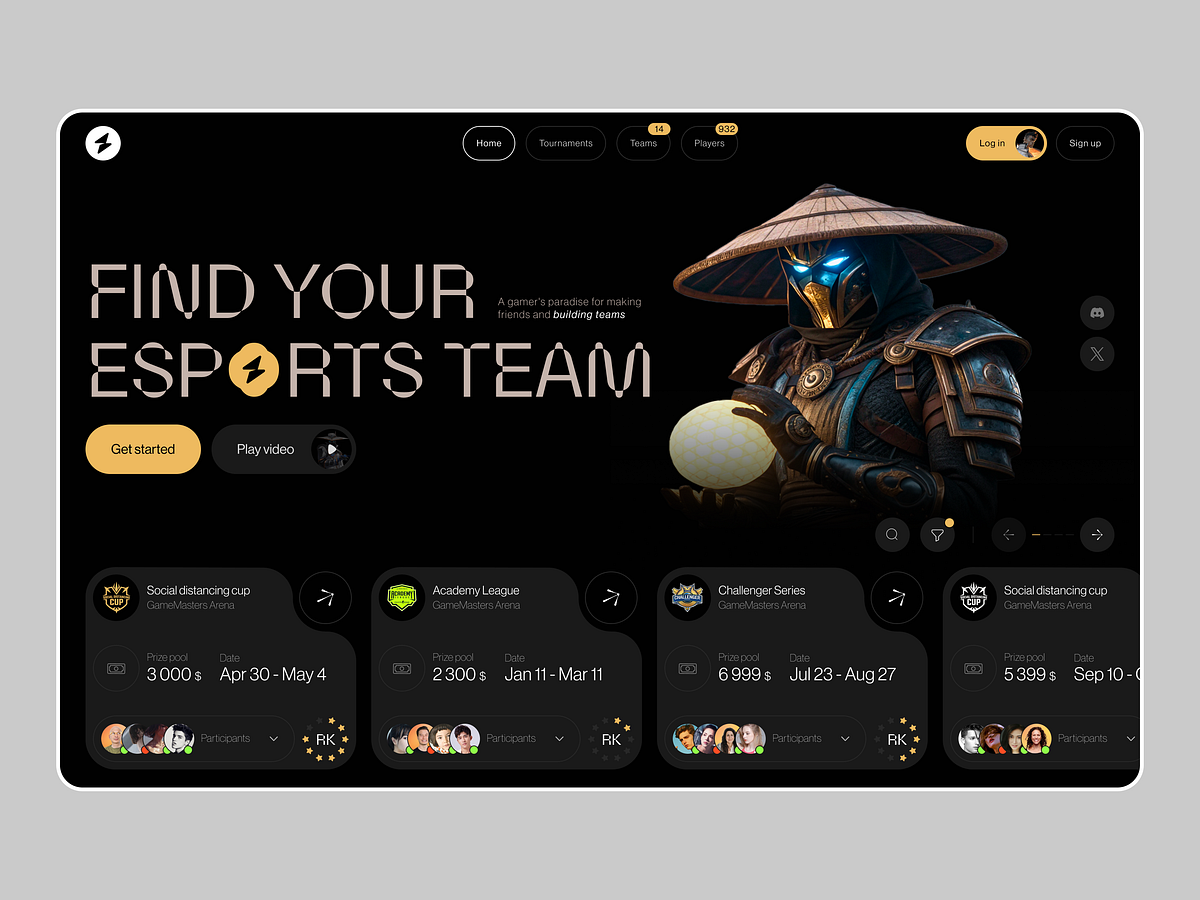 Home
Tournaments
Teams
14
Players
932
Log in
Sign up
FIND YOUR
A gamer's paradise for making
friends and building teams
ESPORTS TEAM
Get started
Play video
Social distancing cup
GameMasters Arena
Prize pool
3 000 $
Date
Apr 30 - May 4
Participants
RK
Academy League
GameMasters Arena
ACADEMY
Prize pool
2 300 $
Date
Jan 11 - Mar 11
Participants
RK
Challenger Series
GameMasters Arena
CHALLENGER
Prize pool
6 999 $
Date
Jul 23 - Aug 27
Participants
RK
Social distancing cup
GameMasters Arena
CUP
Prize pool
5 399 $
Date
Sep 10 -
Participants